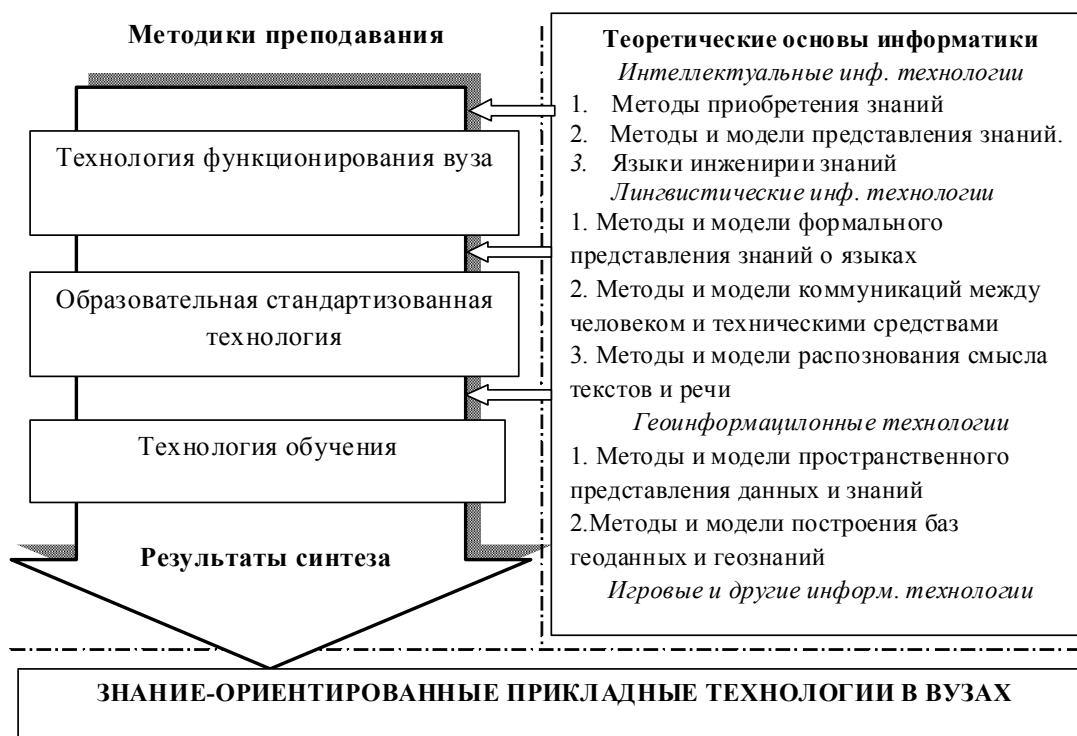 Методики преподавания
Технология функционирования вуза
Образовательная стандартизованная
технология
Технология обучения
Результаты синтеза
Теоретические основы информатики
Интеллектуальные инф. технологии
1. Методы приобретения знаний
2. Методы и модели представления знаний.
3. Языки инженирии знаний
Лингвистические инф. технологии
1. Методы и модели формального
представления знаний о языках
2. Методы и модели коммуникаций между
человеком и техническими средствами
3. Методы и модели распознования смысла
текстов и речи
Геоинформацилонные технологии
1. Методы и модели пространственного
представления данных и знаний
2.Методы и модели построения баз
геоданных и геознаний
Игровые и другие информ. технологии
ЗНАНИЕ-ОРИЕНТИРОВАННЫЕ ПРИКЛАДНЫЕ ТЕХНОЛОГИИ В ВУЗАХ